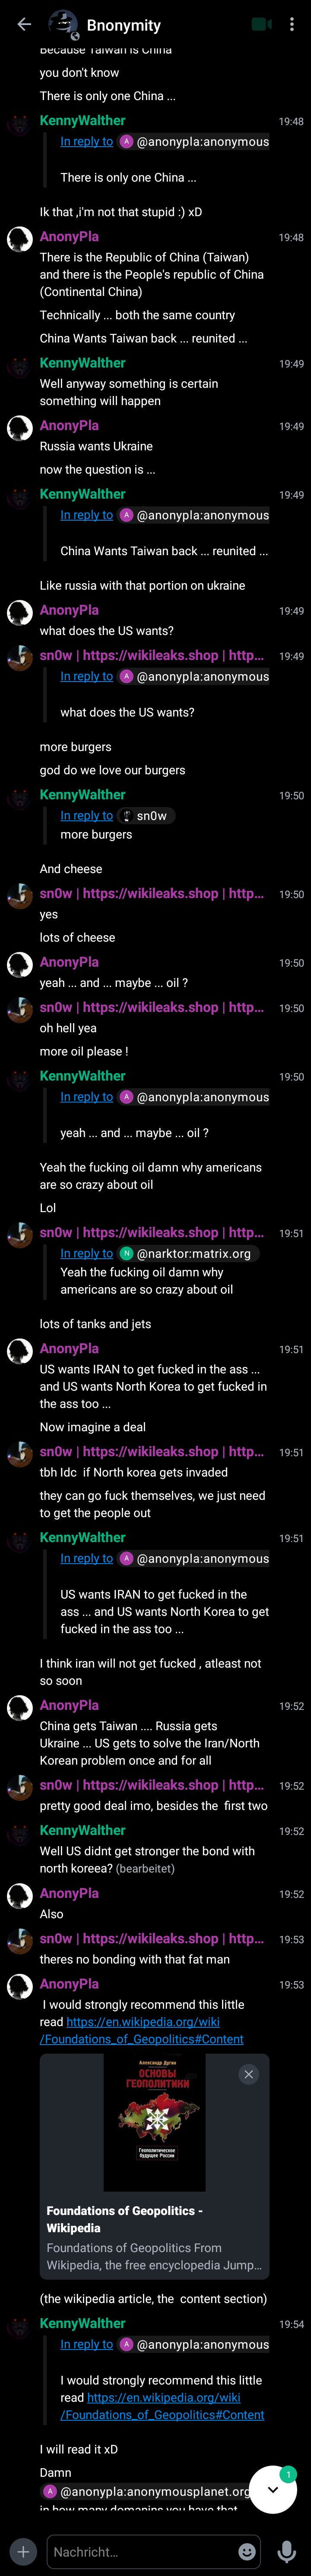 Bnonymity
Because Taiwan is China
you don't know
There is only one China ...
KennyWalther 19:48
In reply to A @anonypla:anonymous
There is only one China ...
Ik that ,i'm not that stupid :) xD
AnonyPla 19:48
There is the Republic of China (Taiwan)
and there is the People's republic of China
(Continental China)
Technically ... both the same country
China Wants Taiwan back ... reunited ...
KennyWalther 19:49
Well anyway something is certain
something will happen
AnonyPla 19:49
Russia wants Ukraine
now the question is ...
KennyWalther 19:49
In reply to A @anonypla:anonymous
China Wants Taiwan back ... reunited ...
Like russia with that portion on ukraine
AnonyPla 19:49
what does the US wants?
sn0w | https://wikileaks.shop | http... 19:49
In reply to A @anonypla:anonymous
what does the US wants?
more burgers
god do we love our burgers
KennyWalther 19:50
In reply to sn0w
more burgers
And cheese
sn0w | https://wikileaks.shop | http... 19:50
yes
lots of cheese
AnonyPla 19:50
yeah ... and ... maybe ... oil ?
sn0w | https://wikileaks.shop | http... 19:50
oh hell yea
more oil please !
KennyWalther 19:50
In reply to A @anonypla:anonymous
yeah ... and ... maybe ... oil ?
Yeah the fucking oil damn why americans
are so crazy about oil
Lol
sn0w | https://wikileaks.shop | http... 19:51
In reply to N @narktor:matrix.org
Yeah the fucking oil damn why
americans are so crazy about oil
lots of tanks and jets
AnonyPla 19:51
US wants IRAN to get fucked in the ass ...
and US wants North Korea to get fucked in
the ass too ...
Now imagine a deal
sn0w | https://wikileaks.shop | http... 19:51
tbh Idc  if North korea gets invaded
they can go fuck themselves, we just need
to get the people out
KennyWalther 19:51
In reply to A @anonypla:anonymous
US wants IRAN to get fucked in the
ass ... and US wants North Korea to get
fucked in the ass too ...
I think iran will not get fucked , atleast not
so soon
AnonyPla 19:52
China gets Taiwan .... Russia gets
Ukraine ... US gets to solve the Iran/North
Korean problem once and for all
sn0w | https://wikileaks.shop | http... 19:52
pretty good deal imo, besides the  first two
KennyWalther 19:52
Well US didnt get stronger the bond with
north koreea? (bearbeitet)
AnonyPla 19:52
Also
sn0w | https://wikileaks.shop | http... 19:53
theres no bonding with that fat man
AnonyPla 19:53
I would strongly recommend this little
read https://en.wikipedia.org/wiki
/Foundations_of_Geopolitics#Content
Александр Дугин
ОСНОВЫ
ГЕОПОЛИТИКИ
Геополитическое
будущее России
Foundations of Geopolitics -
Wikipedia
Foundations of Geopolitics From
Wikipedia, the free encyclopedia Jump...
(the wikipedia article, the  content section)
KennyWalther 19:54
In reply to A @anonypla:anonymous
I would strongly recommend this little
read https://en.wikipedia.org/wiki
/Foundations_of_Geopolitics#Content
I will read it xD
Damn
1
A @anonypla:anonymousplanet.org
in how many domanins you have that
Nachricht...